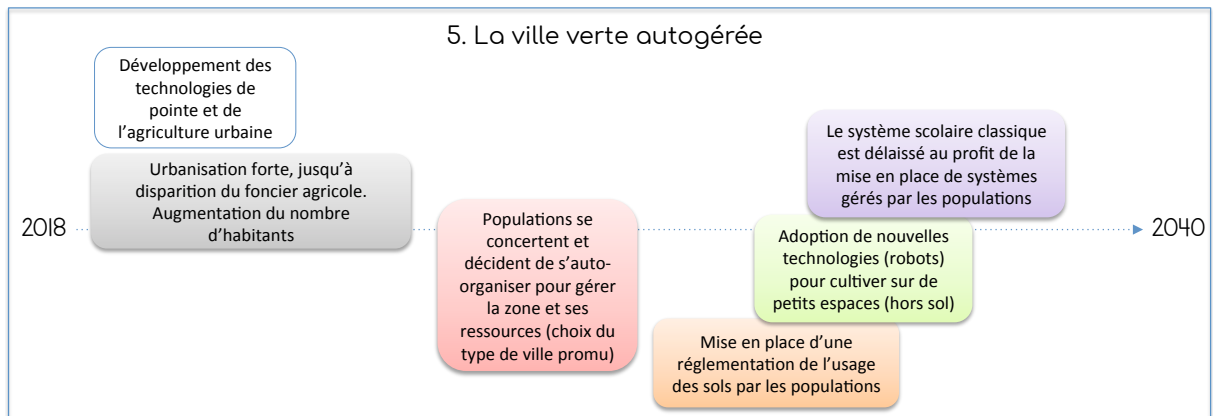 5. La ville verte autogérée
Développement des
technologies de
pointe et de
l'agriculture urbaine
Urbanisation forte, jusqu'à
disparition du foncier agricole.
Augmentation du nombre
d'habitants
2018
Populations se
concertent et
décident de s'auto-
organiser pour gérer
la zone et ses
ressources (choix du
type de ville promu)
Mise en place d'une
réglementation de l'usage
des sols par les populations
Adoption de nouvelles
technologies (robots)
pour cultiver sur de
petits espaces (hors sol)
Le système scolaire classique
est délaissé au profit de la
mise en place de systèmes
gérés par les populations
2040